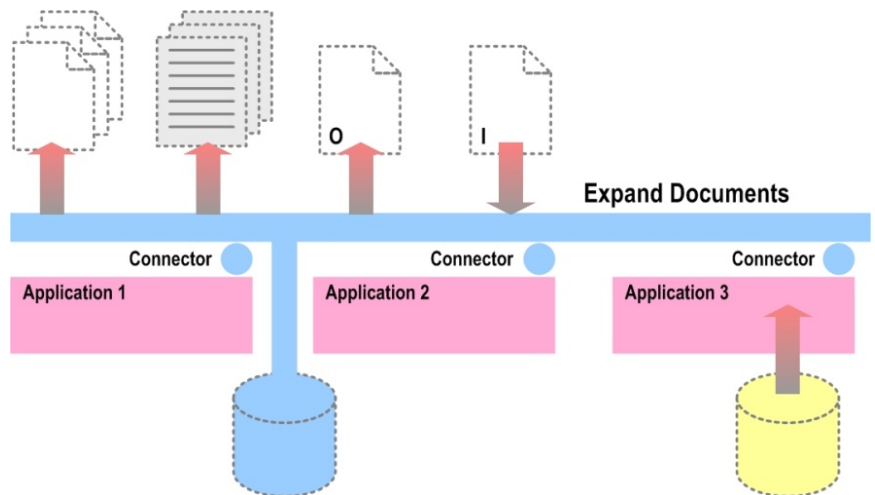 O
I
Expand Documents
Connector
Connector
Connector
Application 1
Application 2
Application 3